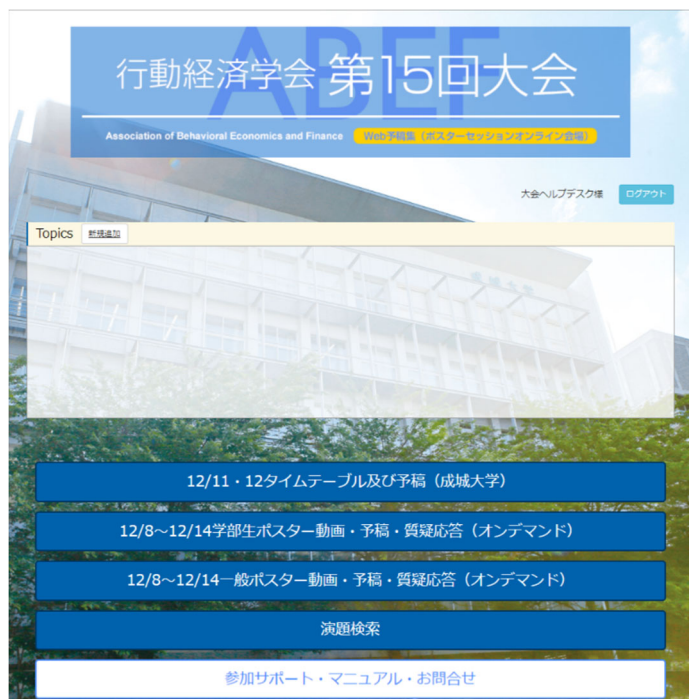 ABEF
行動経済学会 第15回大会
Association of Behavioral Economics and Finance Web予稿集（ポスターセッションオンライン会場）
大会ヘルプデスク様 ログアウト
Topics 新規追加
成城大学
12/11・12タイムテーブル及び予稿（成城大学）
12/8～12/14学部生ポスター動画・予稿・質疑応答（オンデマンド）
12/8～12/14一般ポスター動画・予稿・質疑応答（オンデマンド）
演題検索
参加サポート・マニュアル・お問合せ